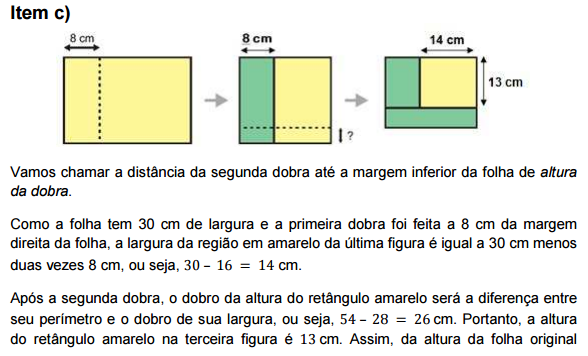 Item c)
8 cm
8 cm
14 cm
13 cm
?
Vamos chamar a distância da segunda dobra até a margem inferior da folha de altura
da dobra.
Como a folha tem 30 cm de largura e a primeira dobra foi feita a 8 cm da margem
direita da folha, a largura da região em amarelo da última figura é igual a 30 cm menos
duas vezes 8 cm, ou seja, 30 – 16 = 14 cm.
Após a segunda dobra, o dobro da altura do retângulo amarelo será a diferença entre
seu perímetro e o dobro de sua largura, ou seja, 54 – 28 = 26 cm. Portanto, a altura
do retângulo amarelo na terceira figura é 13 cm. Assim, da altura da folha original